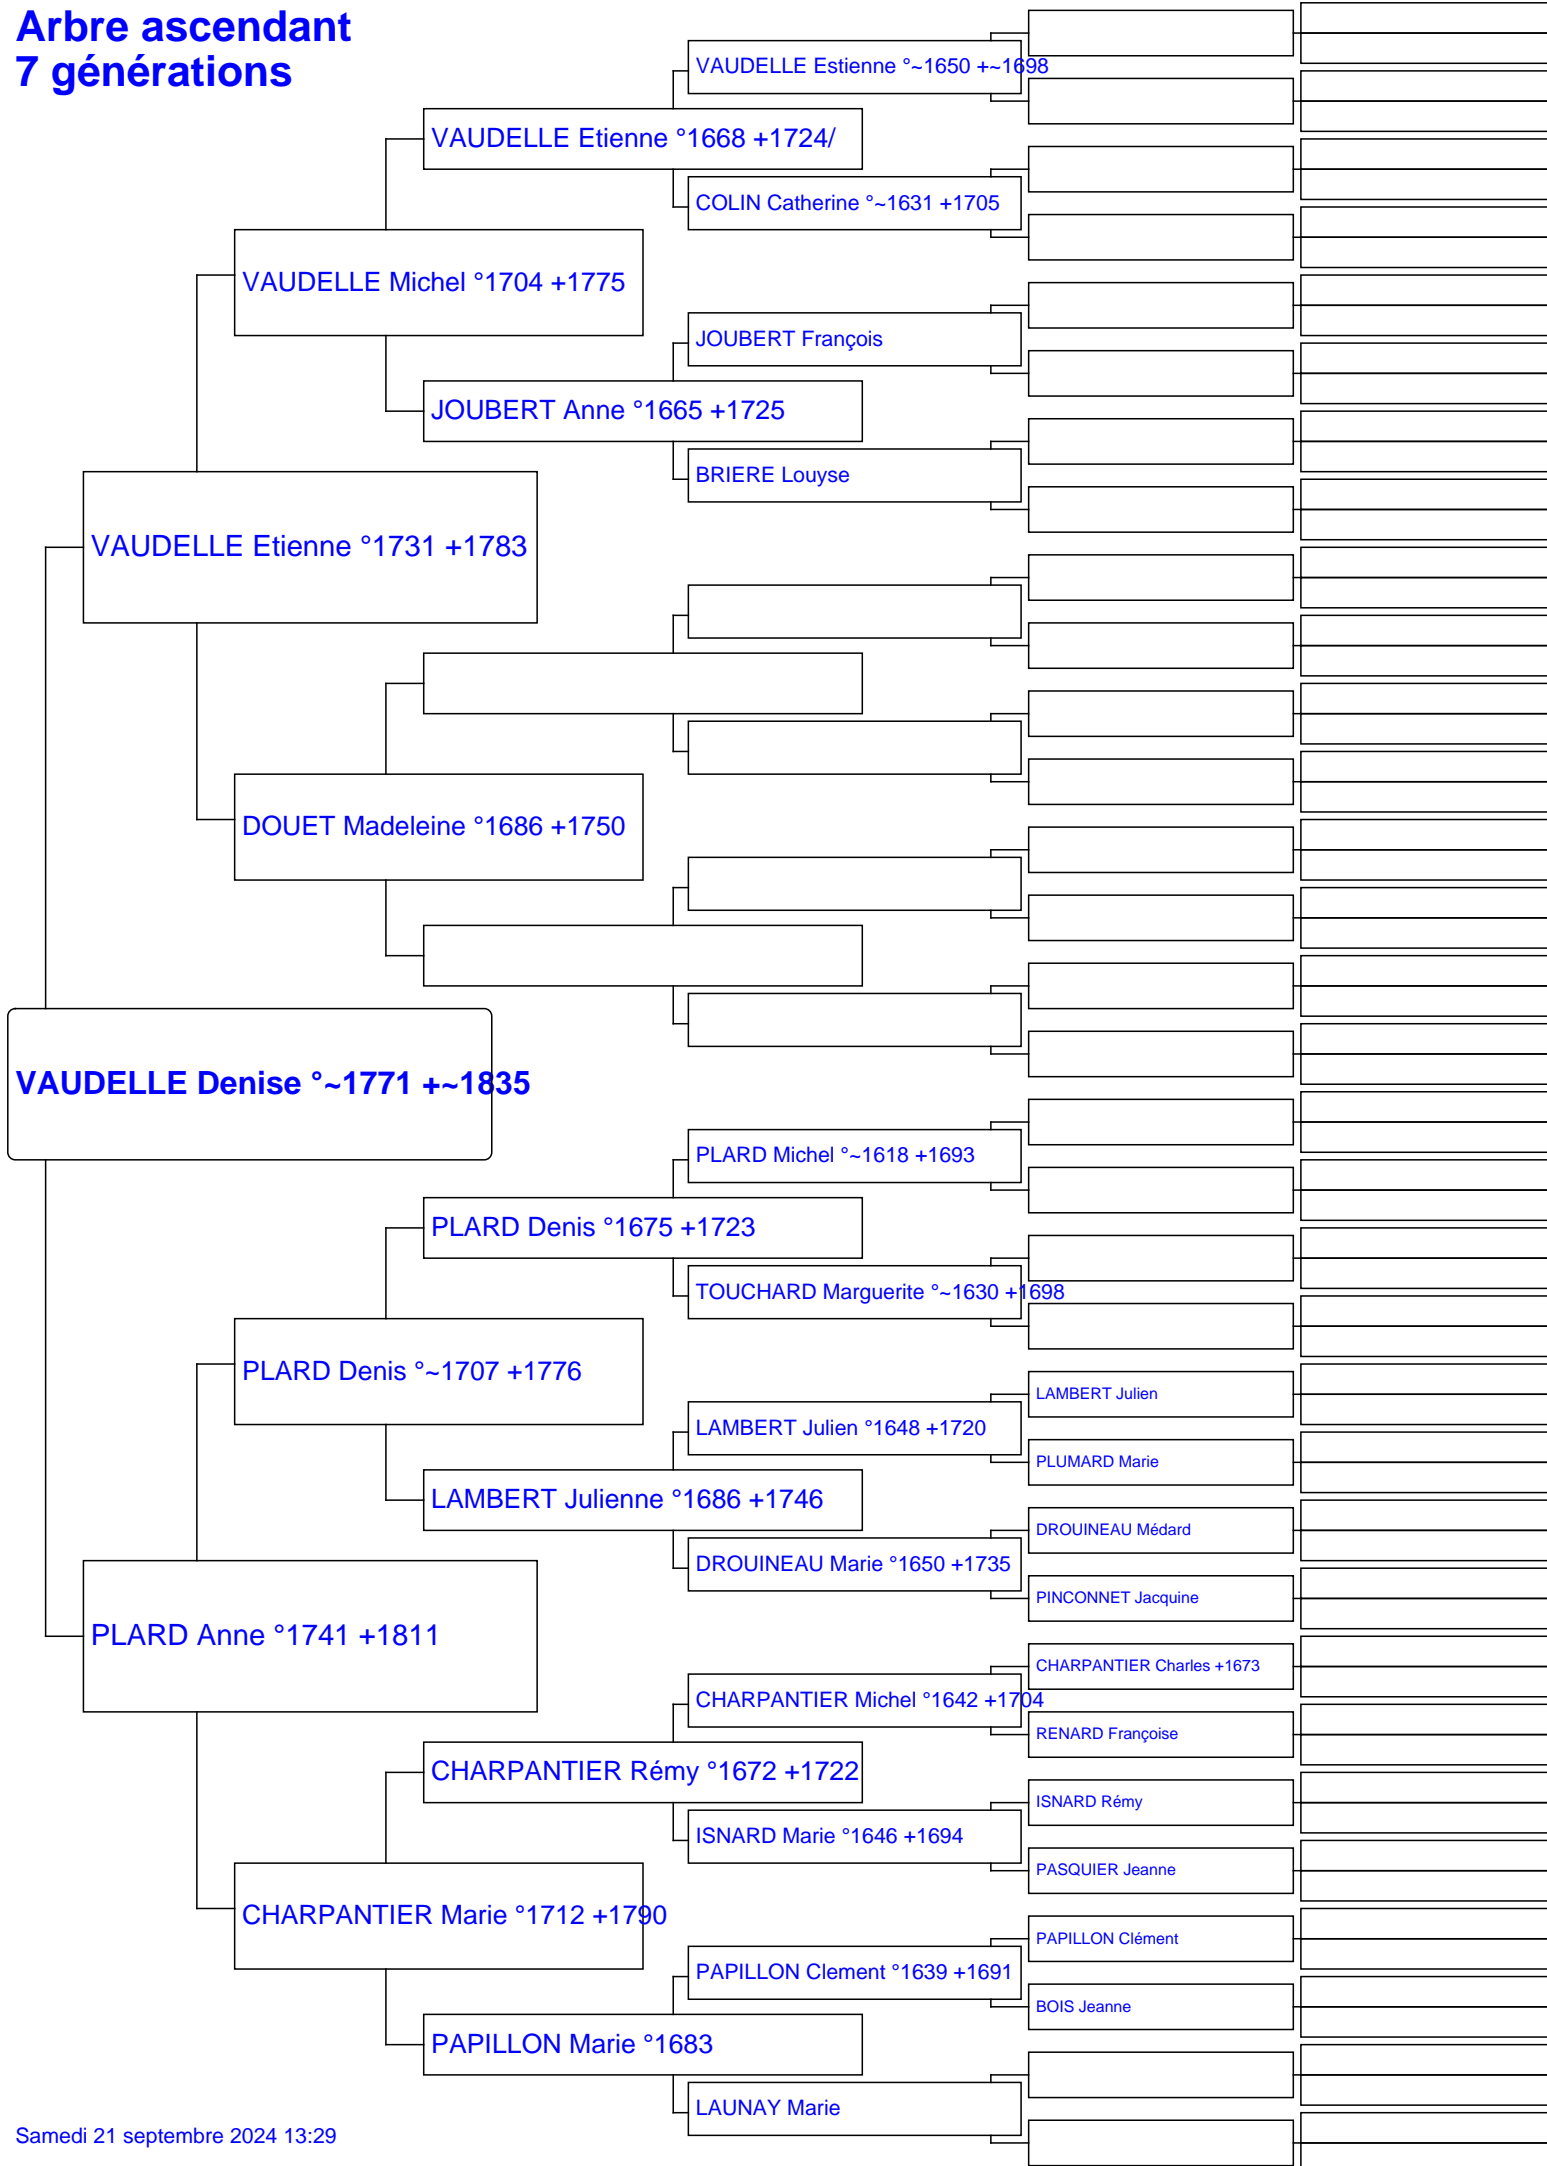 Arbre ascendant
7 générations
VAUDELLE Estienne °~1650 +~1698
VAUDELLE Etienne °1668 +1724/
COLIN Catherine °~1631 +1705
VAUDELLE Michel °1704 +1775
JOUBERT François
JOUBERT Anne °1665 +1725
BRIERE Louyse
VAUDELLE Etienne °1731 +1783
DOUET Madeleine °1686 +1750
VAUDELLE Denise °~1771 +~1835
PLARD Michel °~1618 +1693
PLARD Denis °1675 +1723
TOUCHARD Marguerite °~1630 +1698
PLARD Denis °~1707 +1776
LAMBERT Julien
LAMBERT Julien °1648 +1720
PLUMARD Marie
LAMBERT Julienne °1686 +1746
DROUINEAU Médard
DROUINEAU Marie °1650 +1735
PINCONNET Jacquine
PLARD Anne °1741 +1811
CHARPANTIER Charles +1673
CHARPANTIER Michel °1642 +1704
RENARD Françoise
CHARPANTIER Rémy °1672 +1722
ISNARD Rémy
ISNARD Marie °1646 +1694
PASQUIER Jeanne
CHARPANTIER Marie °1712 +1790
PAPILLON Clément
PAPILLON Clement °1639 +1691
BOIS Jeanne
PAPILLON Marie °1683
LAUNAY Marie
Samedi 21 septembre 2024 13:29